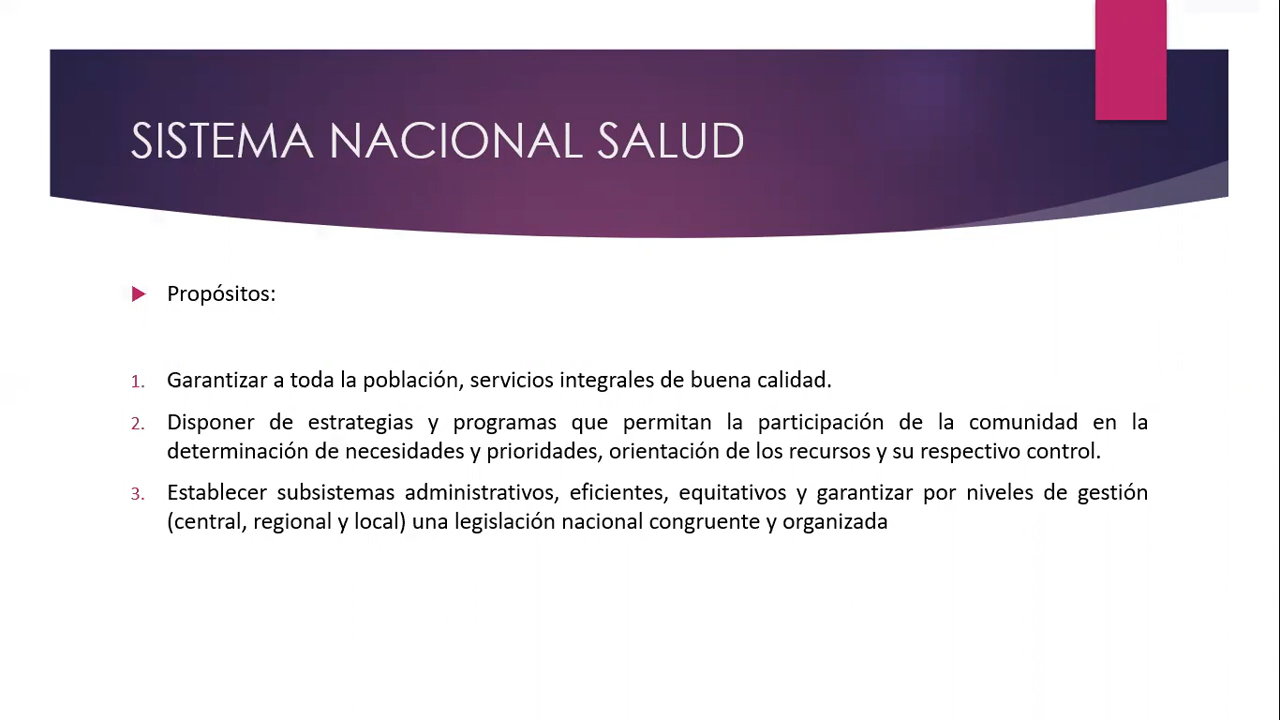 SISTEMA NACIONAL SALUD
Propósitos:
1. Garantizar a toda la población, servicios integrales de buena calidad.
2. Disponer de estrategias y programas que permitan la participación de la comunidad en la
determinación de necesidades y prioridades, orientación de los recursos y su respectivo control.
3. Establecer subsistemas administrativos, eficientes, equitativos y garantizar por niveles de gestión
(central, regional y local) una legislación nacional congruente y organizada